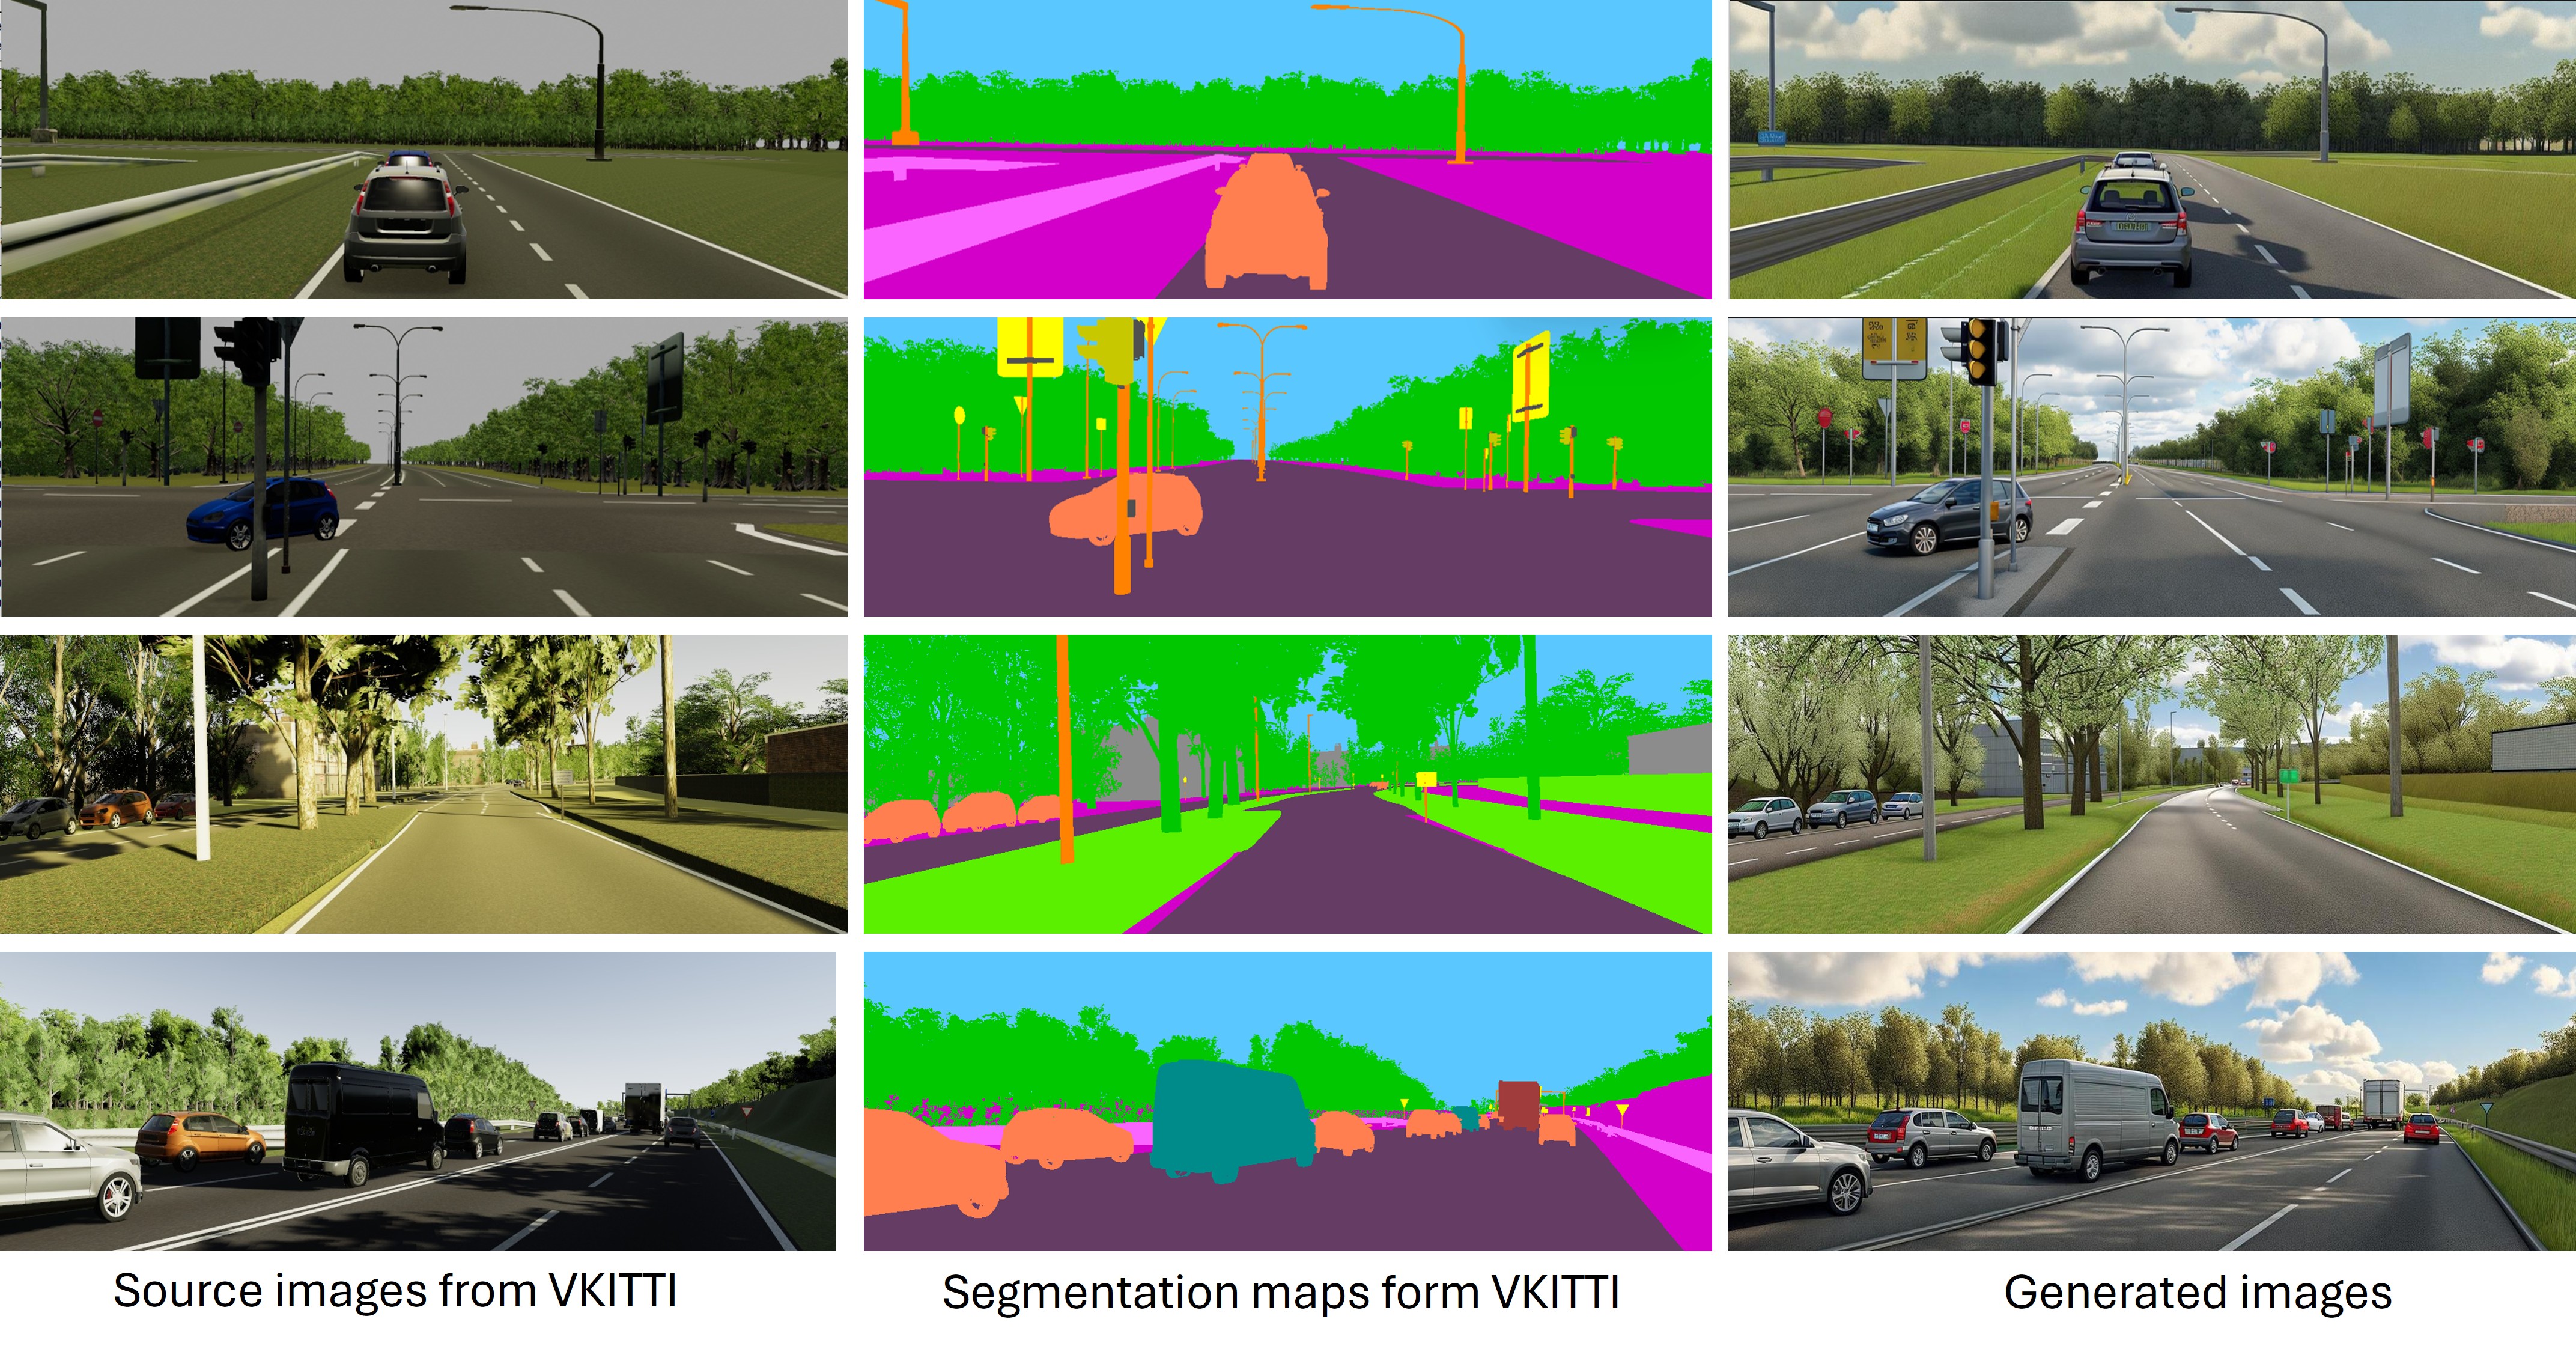 Source images from VKITTI
Segmentation maps form VKITTI
Generated images